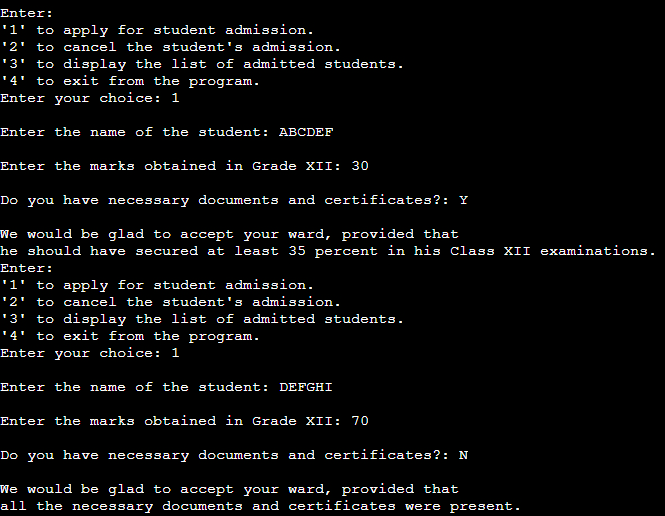 Enter:
'1' to apply for student admission.
'2' to cancel the student's admission.
'3' to display the list of admitted students.
'4' to exit from the program.
Enter your choice: 1
Enter the name of the student: ABCDEF
Enter the marks obtained in Grade XII: 30
Do you have necessary documents and certificates?: Y
We would be glad to accept your ward, provided that
he should have secured at least 35 percent in his Class XII examinations.
Enter:
'1' to apply for student admission.
'2' to cancel the student's admission.
'3' to display the list of admitted students.
'4' to exit from the program.
Enter your choice: 1
Enter the name of the student: DEFGHI
Enter the marks obtained in Grade XII: 70
Do you have necessary documents and certificates?: N
We would be glad to accept your ward, provided that
all the necessary documents and certificates were present.